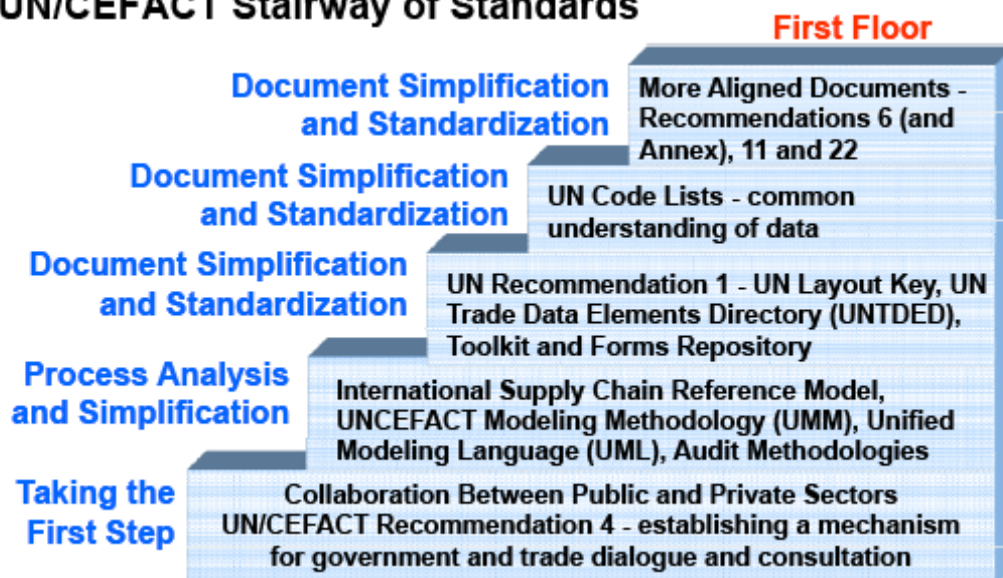 UN/CEFACT Stairway of Standards
First Floor
Document Simplification
and Standardization
More Aligned Documents -
Recommendations 6 (and
Annex), 11 and 22
Document Simplification
and Standardization
UN Code Lists - common
understanding of data
Document Simplification
and Standardization
UN Recommendation 1 - UN Layout Key, UN
Trade Data Elements Directory (UNTDED),
Toolkit and Forms Repository
Process Analysis
and Simplification
International Supply Chain Reference Model,
UNCEFACT Modeling Methodology (UMM), Unified
Modeling Language (UML), Audit Methodologies
Taking the
First Step
Collaboration Between Public and Private Sectors
UN/CEFACT Recommendation 4 - establishing a mechanism
for government and trade dialogue and consultation